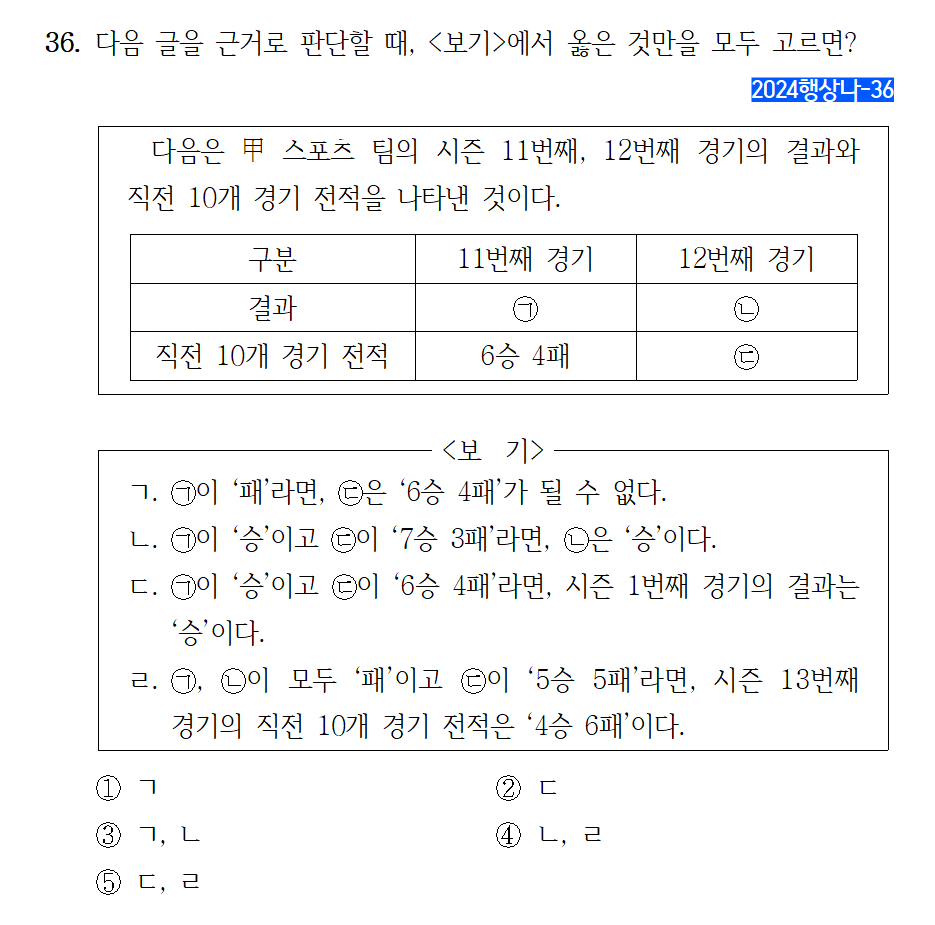 36. 다음 글을 근거로 판단할 때, <보기>에서 옳은 것만을 모두 고르면?
2024행상나-36
다음은 甲 스포츠 팀의 시즌 11번째, 12번째 경기의 결과와
직전 10개 경기 전적을 나타낸 것이다.
구분 11번째 경기 12번째 경기
결과 ㉠ ㉡
직전 10개 경기 전적 6승 4패 ㉢
<보 기>
ㄱ. ㉠이 ‘패’라면, ㉢은 ‘6승 4패’가 될 수 없다.
ㄴ. ㉠이 ‘승’이고 ㉢이 ‘7승 3패’라면, ㉡은 ‘승’이다.
ㄷ. ㉠이 ‘승’이고 ㉢이 ‘6승 4패’라면, 시즌 1번째 경기의 결과는
‘승’이다.
ㄹ. ㉠, ㉡이 모두 ‘패’이고 ㉢이 ‘5승 5패’라면, 시즌 13번째
경기의 직전 10개 경기 전적은 ‘4승 6패’이다.
① ㄱ ② ㄷ
③ ㄱ, ㄴ ④ ㄴ, ㄹ
⑤ ㄷ, ㄹ